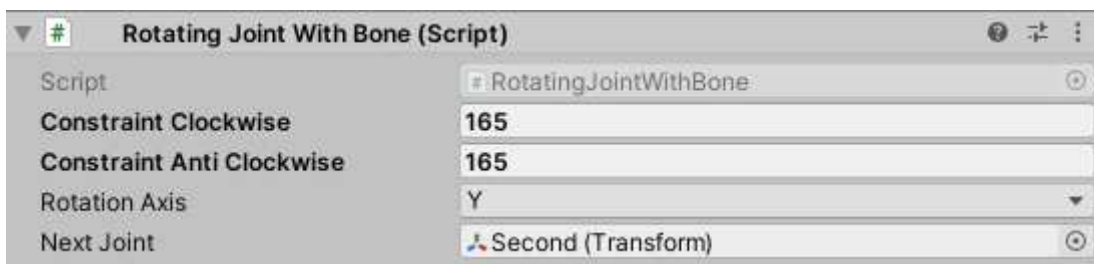 Rotating Joint With Bone (Script)
Script RotatingJointWithBone
Constraint Clockwise 165
Constraint Anti Clockwise 165
Rotation Axis Y
Next Joint Second (Transform)